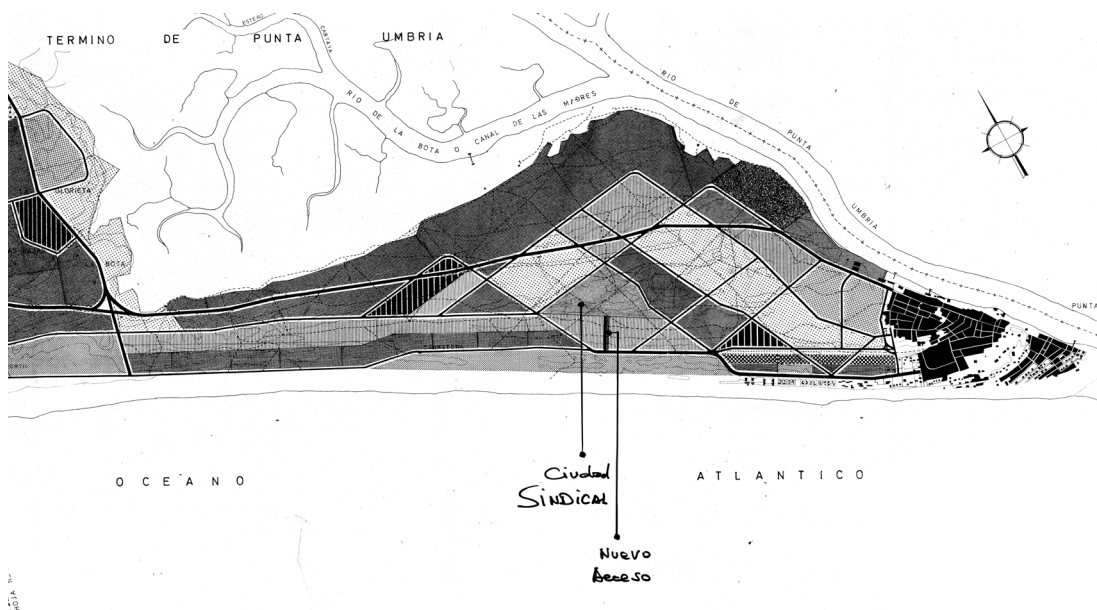 TERMINO DE PUNTA UMBRIA
ESTERO
CARTAYA
RIO DE LA BOTA O CANAL DE LAS MADRES
RIO DE PUNTA UMBRIA
PUNTA
GLORIETA
BOTA
OCEANO
ATLANTICO
Ciudad
SINDICAL
Nuevo
Acceso